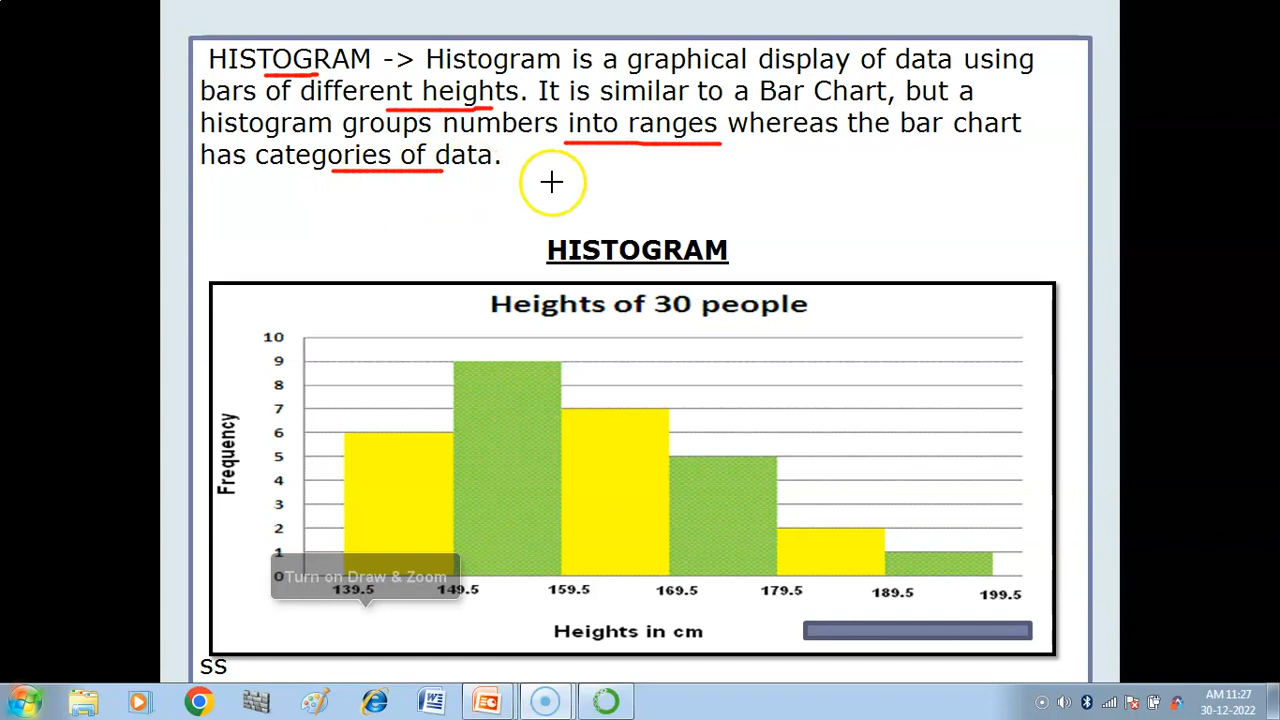 HISTOGRAM -> Histogram is a graphical display of data using
bars of different heights. It is similar to a Bar Chart, but a
histogram groups numbers into ranges whereas the bar chart
has categories of data.
HISTOGRAM
Heights of 30 people
10
9
8
7
6
5
4
3
2
1
0
Frequency
Turn on Draw & Zoom
139.5 149.5 159.5 169.5 179.5 189.5 199.5
Heights in cm
ss
AM 11:27
30-12-2022